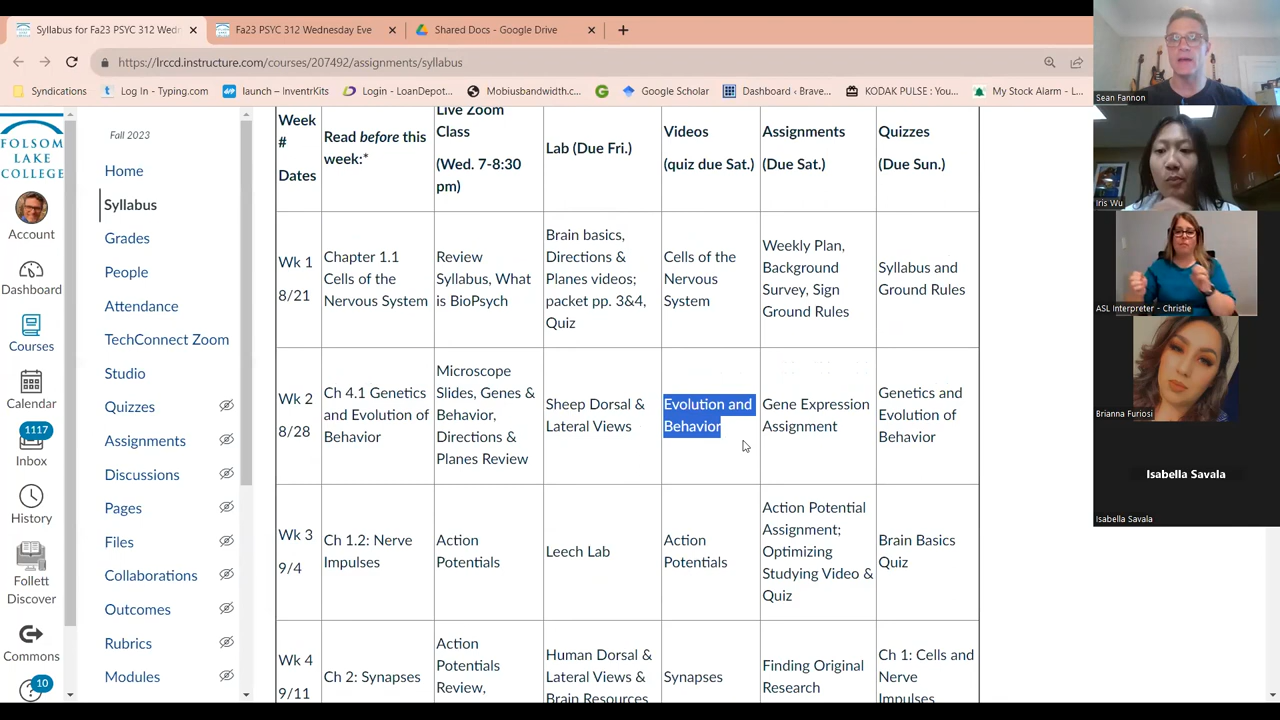 Syllabus for Fa23 PSYC 312 Wedn
Fa23 PSYC 312 Wednesday Eve
Shared Docs - Google Drive
https://lrccd.instructure.com/courses/207492/assignments/syllabus
Syndications
Log In - Typing.com
launch – InventrKits
Login - LoanDepot...
Mobiusbandwidth.c...
Google Scholar
Dashboard ‹ Brave...
KODAK PULSE : You...
My Stock Alarm - L...
FOLSOM
LAKE
COLLEGE
Account
Dashboard
Courses
Calendar
1117
Inbox
History
Follett
Discover
Commons
10
Fall 2023
Home
Syllabus
Grades
People
Attendance
TechConnect Zoom
Studio
Quizzes
Assignments
Discussions
Pages
Files
Collaborations
Outcomes
Rubrics
Modules
Week
#
Dates
Read before this
week:*
Live Zoom
Class
(Wed. 7-8:30
pm)
Lab (Due Fri.)
Videos
(quiz due Sat.)
Assignments
(Due Sat.)
Quizzes
(Due Sun.)
Wk 1
8/21
Chapter 1.1
Cells of the
Nervous System
Review
Syllabus, What
is BioPsych
Brain basics,
Directions &
Planes videos;
packet pp. 3&4,
Quiz
Cells of the
Nervous
System
Weekly Plan,
Background
Survey, Sign
Ground Rules
Syllabus and
Ground Rules
Wk 2
8/28
Ch 4.1 Genetics
and Evolution of
Behavior
Microscope
Slides, Genes &
Behavior,
Directions &
Planes Review
Sheep Dorsal &
Lateral Views
Evolution and
Behavior
Gene Expression
Assignment
Genetics and
Evolution of
Behavior
Wk 3
9/4
Ch 1.2: Nerve
Impulses
Action
Potentials
Leech Lab
Action
Potentials
Action Potential
Assignment;
Optimizing
Studying Video &
Quiz
Brain Basics
Quiz
Wk 4
9/11
Ch 2: Synapses
Action
Potentials
Review,
Human Dorsal &
Lateral Views &
Brain Resources
Synapses
Finding Original
Research
Ch 1: Cells and
Nerve
Impulses
Sean Fannon
Iris Wu
ASL Interpreter - Christie
Brianna Furiosi
Isabella Savala
Isabella Savala